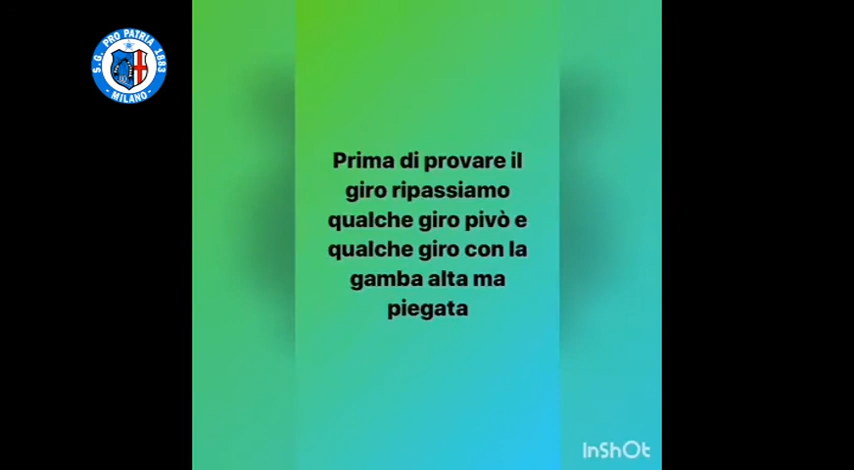 S.G. PRO PATRIA 1883
- MILANO -
Prima di provare il
giro ripassiamo
qualche giro pivò e
qualche giro con la
gamba alta ma
piegata
InShOt